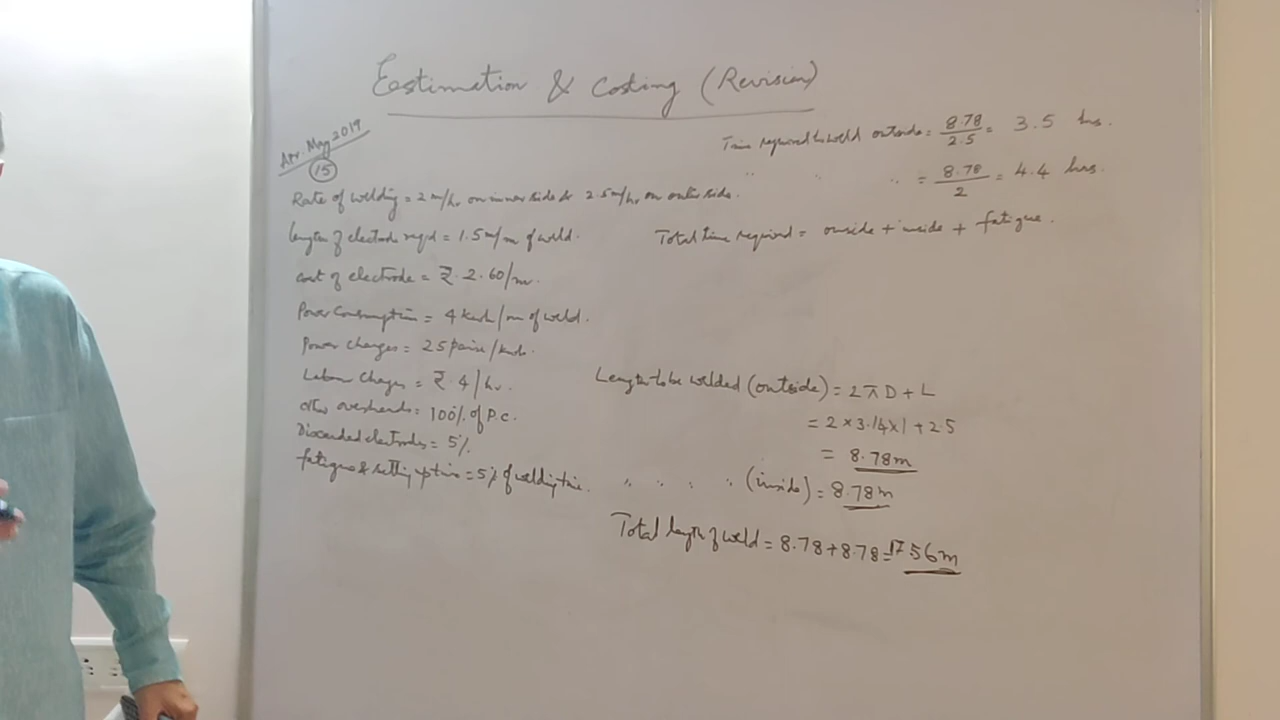 Eestimation & Costing (Revision)
Apr. May 2019
15
Rate of welding = 2 m/hr on inner side & 2.5m/hr on outer side.
length of electrode reqd = 1.5 m/m of weld.
cost of electrode = ₹ 2.60/m.
Power Consumption = 4 kwh/m of weld.
Power charges = 25 paise/kwh.
Labour Charges = ₹ 4/hr.
other overheads = 100% of P.C.
Discarded electrodes = 5%
fatigue & setting up time = 5% of welding time.
Time required to weld outside = 8.78/2.5 = 3.5 hrs.
" " " = 8.78/2 = 4.4 hrs.
Total time required = outside + inside + fatigue.
Length to be welded (outside) = 2πD + L
= 2×3.14×1 + 2.5
= 8.78m
" " " " (inside) = 8.78m
Total length of weld = 8.78 + 8.78 = 17.56m